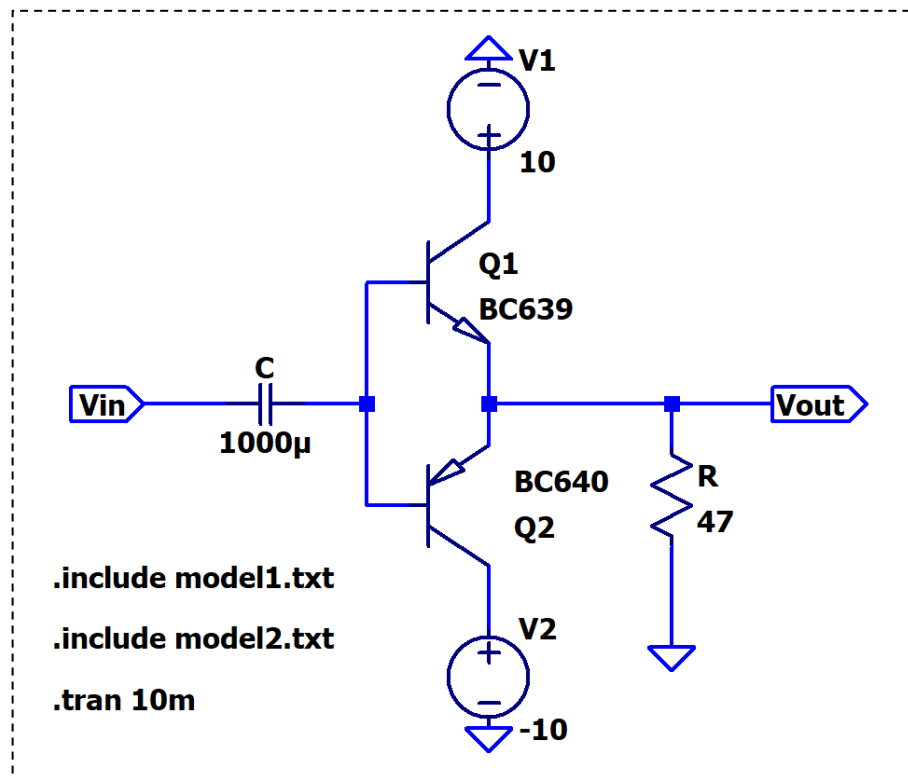 V1
10
Q1
BC639
C
Vin
Vout
1000µ
BC640
R
Q2
47
.include model1.txt
.include model2.txt
V2
.tran 10m
-10